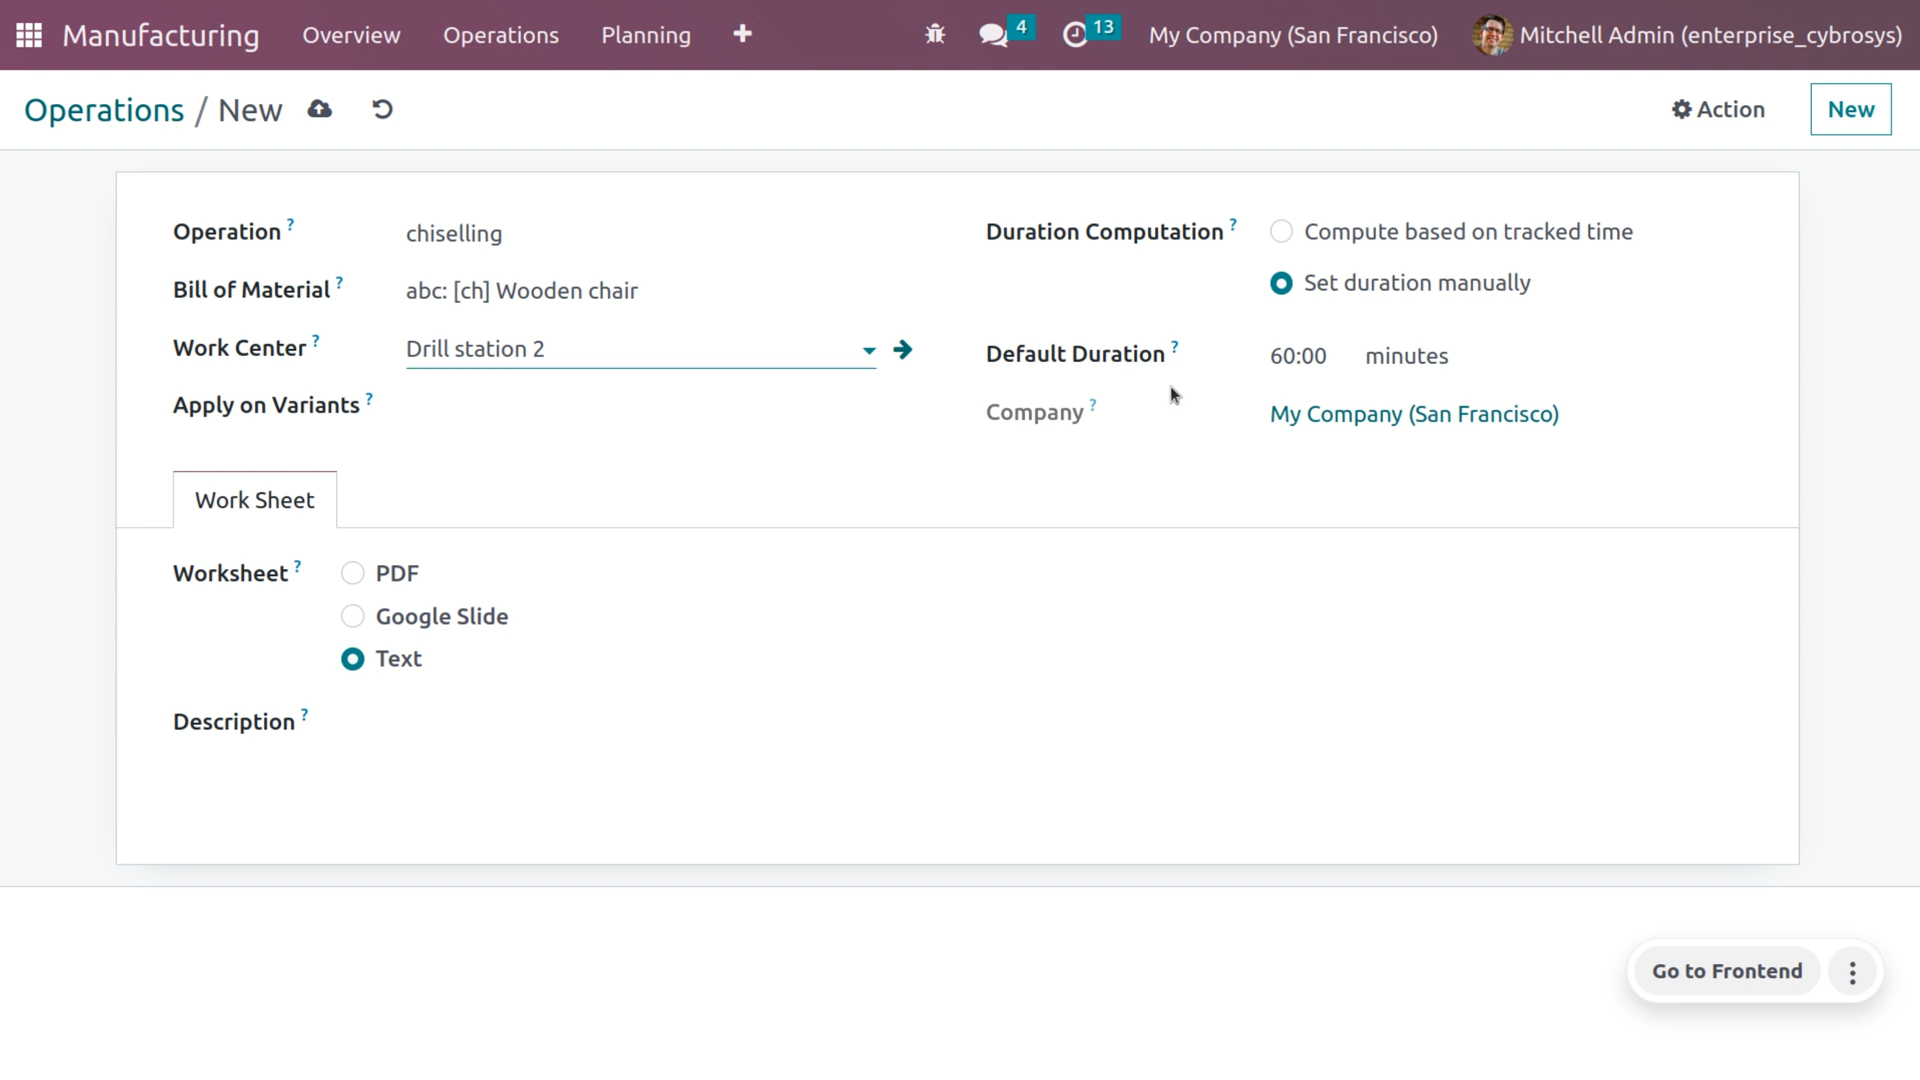 Manufacturing Overview Operations Planning 4 13 My Company (San Francisco) Mitchell Admin (enterprise_cybrosys)
Operations / New Action New
Operation ? chiselling
Bill of Material ? abc: [ch] Wooden chair
Work Center ? Drill station 2
Apply on Variants ?
Duration Computation ? Compute based on tracked time
Set duration manually
Default Duration ? 60:00 minutes
Company ? My Company (San Francisco)
Work Sheet
Worksheet ? PDF
Google Slide
Text
Description ?
Go to Frontend